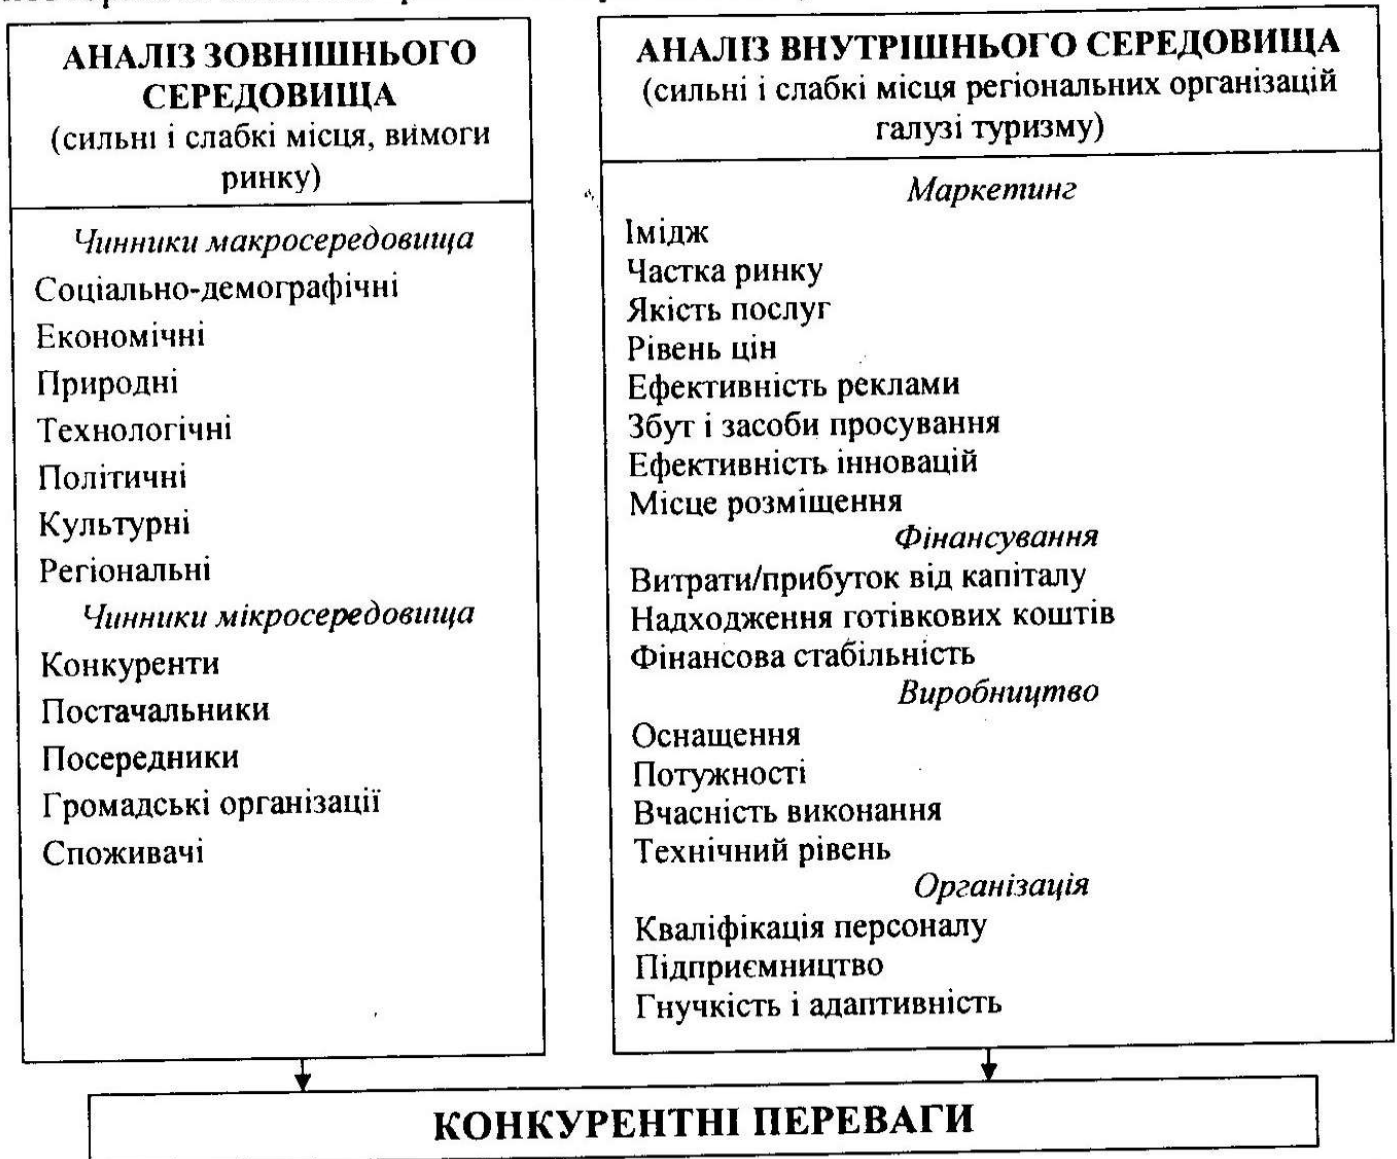 АНАЛІЗ ЗОВНІШНЬОГО
СЕРЕДОВИЩА
(сильні і слабкі місця, вимоги
ринку)
Чинники макросередовища
Соціально-демографічні
Економічні
Природні
Технологічні
Політичні
Культурні
Регіональні
Чинники мікросередовища
Конкуренти
Постачальники
Посередники
Громадські організації
Споживачі
АНАЛІЗ ВНУТРІШНЬОГО СЕРЕДОВИЩА
(сильні і слабкі місця регіональних організацій
галузі туризму)
Маркетинг
Імідж
Частка ринку
Якість послуг
Рівень цін
Ефективність реклами
Збут і засоби просування
Ефективність інновацій
Місце розміщення
Фінансування
Витрати/прибуток від капіталу
Надходження готівкових коштів
Фінансова стабільність
Виробництво
Оснащення
Потужності
Вчасність виконання
Технічний рівень
Організація
Кваліфікація персоналу
Підприємництво
Гнучкість і адаптивність
КОНКУРЕНТНІ ПЕРЕВАГИ